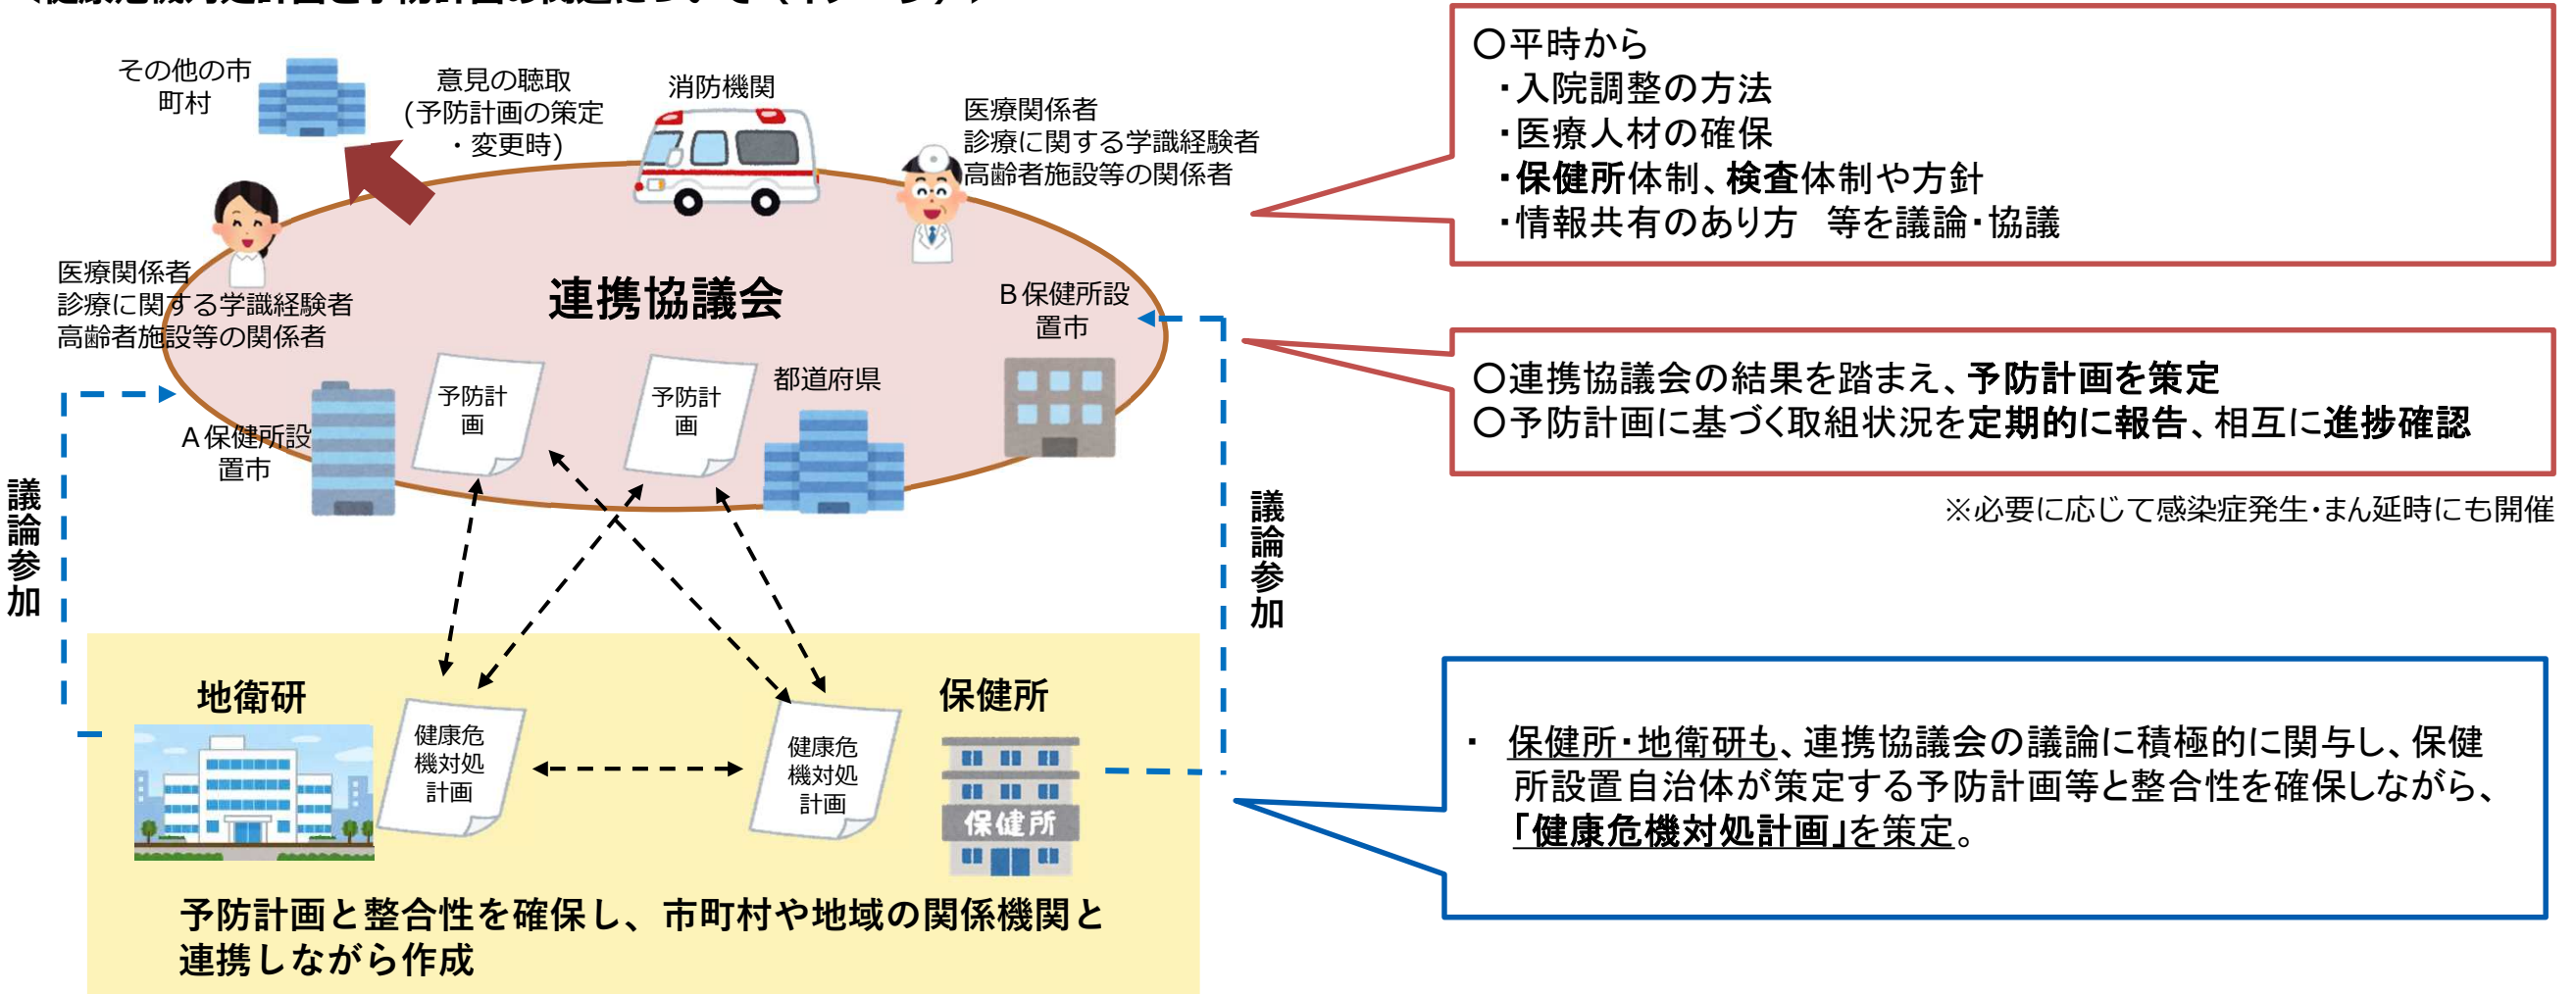 その他の市
町村
意見の聴取
(予防計画の策定
・変更時)
消防機関
医療関係者
診療に関する学識経験者
高齢者施設等の関係者
医療関係者
診療に関する学識経験者
高齢者施設等の関係者
連携協議会
B保健所設
置市
A保健所設
置市
予防計
画
予防計
画
都道府県
議論参加
議論参加
地衛研
健康危
機対処
計画
健康危
機対処
計画
保健所
保健所
予防計画と整合性を確保し、市町村や地域の関係機関と
連携しながら作成
〇平時から
・入院調整の方法
・医療人材の確保
・保健所体制、検査体制や方針
・情報共有のあり方　等を議論・協議
〇連携協議会の結果を踏まえ、予防計画を策定
〇予防計画に基づく取組状況を定期的に報告、相互に進捗確認
※必要に応じて感染症発生・まん延時にも開催
・ 保健所・地衛研も、連携協議会の議論に積極的に関与し、保健
所設置自治体が策定する予防計画等と整合性を確保しながら、
「健康危機対処計画」を策定。